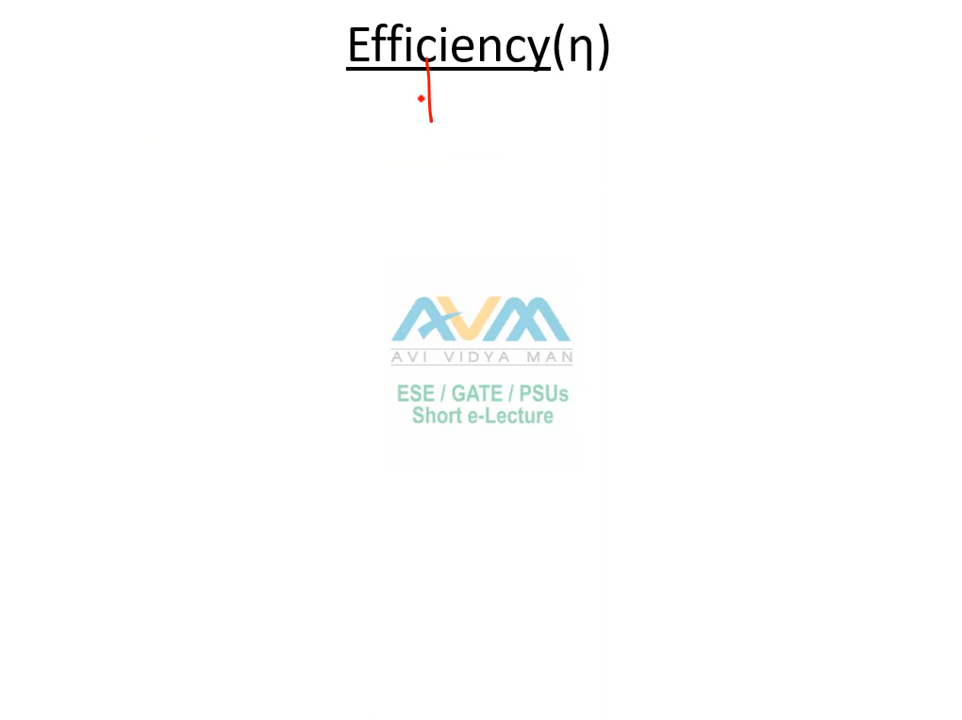 Efficiency(η)
AVM
AVI VIDYA MAN
ESE / GATE / PSUs
Short e-Lecture